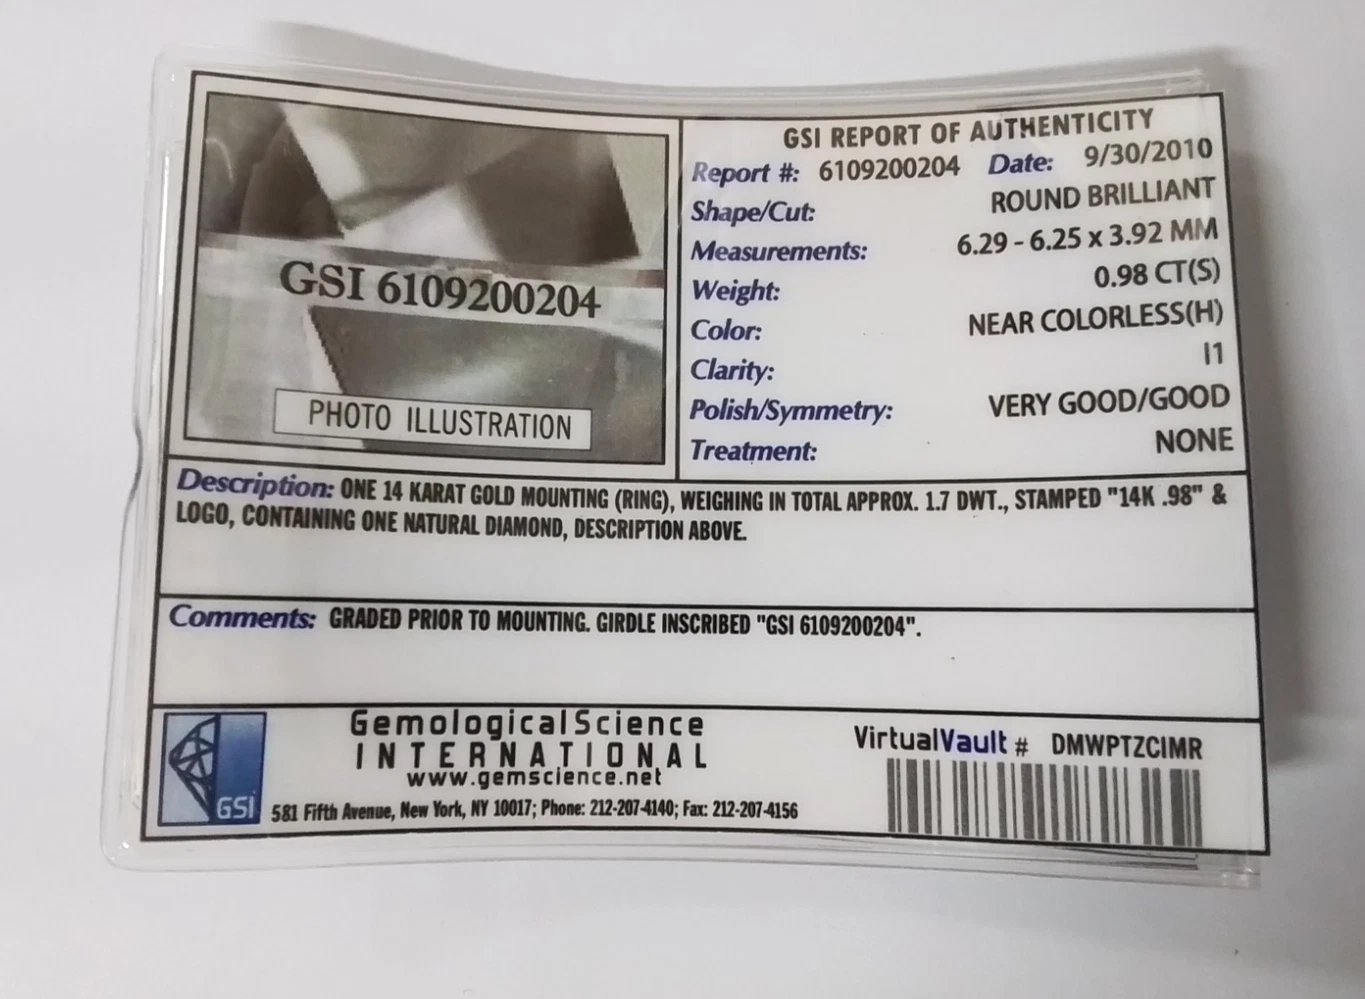 GSI REPORT OF AUTHENTICITY
Report #: 6109200204 Date: 9/30/2010
Shape/Cut: ROUND BRILLIANT
Measurements: 6.29 - 6.25 x 3.92 MM
Weight: 0.98 CT(S)
Color: NEAR COLORLESS(H)
Clarity: I1
Polish/Symmetry: VERY GOOD/GOOD
Treatment: NONE
GSI 6109200204
PHOTO ILLUSTRATION
Description: ONE 14 KARAT GOLD MOUNTING (RING), WEIGHING IN TOTAL APPROX. 1.7 DWT., STAMPED "14K .98" &
LOGO, CONTAINING ONE NATURAL DIAMOND, DESCRIPTION ABOVE.
Comments: GRADED PRIOR TO MOUNTING. GIRDLE INSCRIBED "GSI 6109200204".
GSI
GemologicalScience
INTERNATIONAL
www.gemscience.net
581 Fifth Avenue, New York, NY 10017; Phone: 212-207-4140; Fax: 212-207-4156
VirtualVault # DMWPTZCIMR